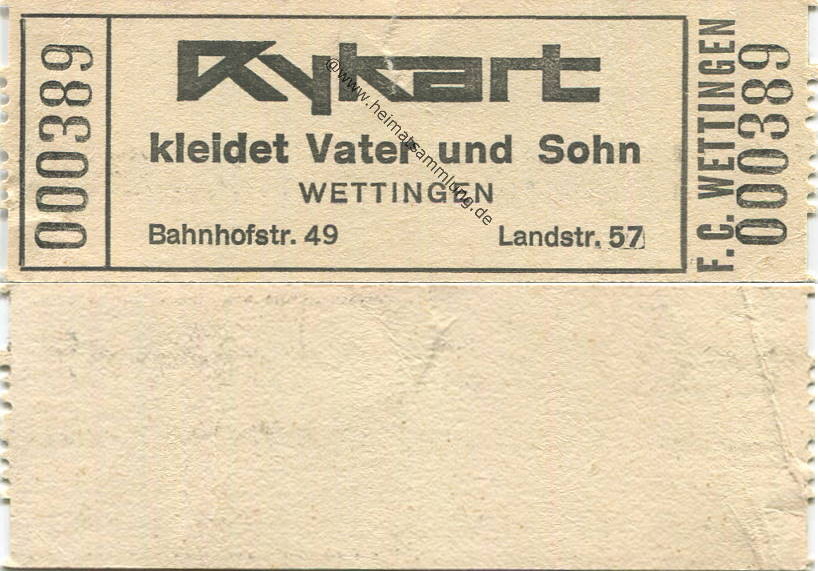 000389
Rykart
kleidet Vater und Sohn
WETTINGEN
Bahnhofstr. 49
Landstr. 57
F. C. WETTINGEN
000389
@www.heimatsammlung.de